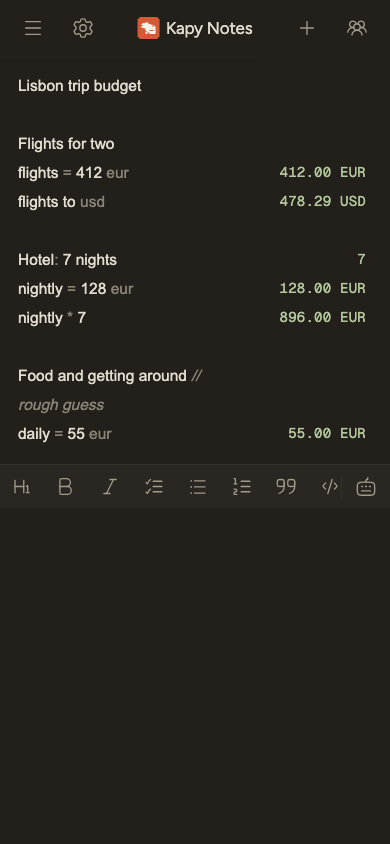 Kapy Notes
Lisbon trip budget
Flights for two
flights = 412 eur 412.00 EUR
flights to usd 478.29 USD
Hotel: 7 nights 7
nightly = 128 eur 128.00 EUR
nightly * 7 896.00 EUR
Food and getting around //
rough guess
daily = 55 eur 55.00 EUR
H1 B I 99 </>